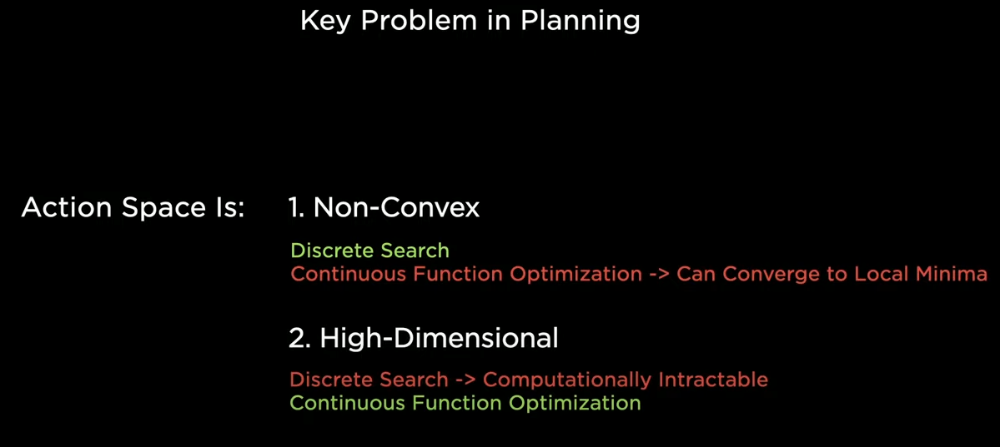 Key Problem in Planning
Action Space Is:
1. Non-Convex
Discrete Search
Continuous Function Optimization -> Can Converge to Local Minima
2. High-Dimensional
Discrete Search -> Computationally Intractable
Continuous Function Optimization